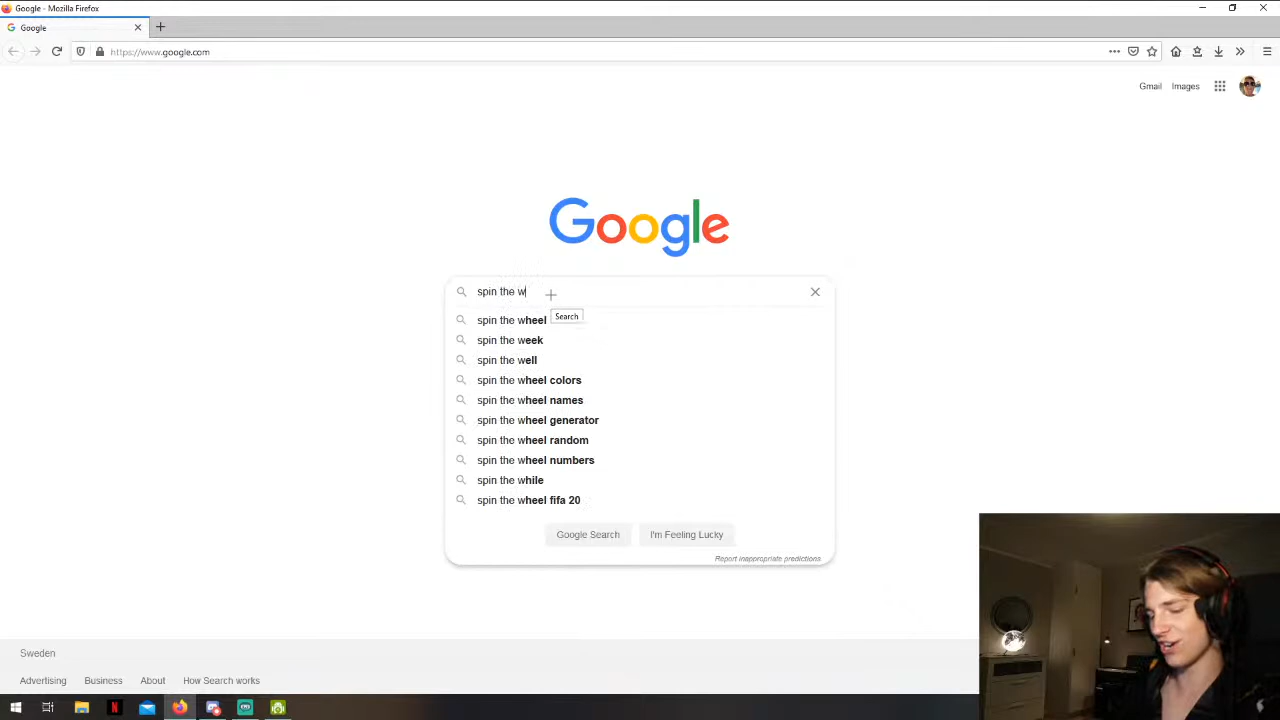 Google - Mozilla Firefox
Google
https://www.google.com
Gmail Images
Google
spin the w
Search
spin the wheel
spin the week
spin the well
spin the wheel colors
spin the wheel names
spin the wheel generator
spin the wheel random
spin the wheel numbers
spin the while
spin the wheel fifa 20
Google Search I'm Feeling Lucky
Report inappropriate predictions
Sweden
Advertising Business About How Search works